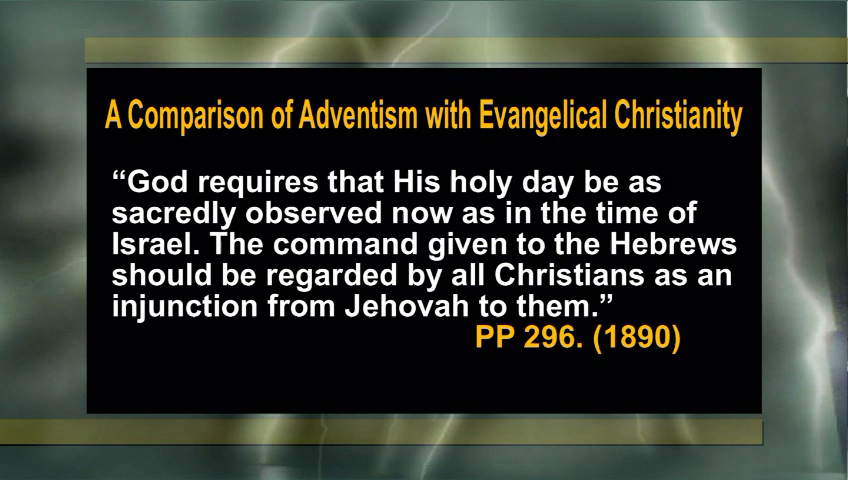 A Comparison of Adventism with Evangelical Christianity
“God requires that His holy day be as
sacredly observed now as in the time of
Israel. The command given to the Hebrews
should be regarded by all Christians as an
injunction from Jehovah to them.”
PP 296. (1890)